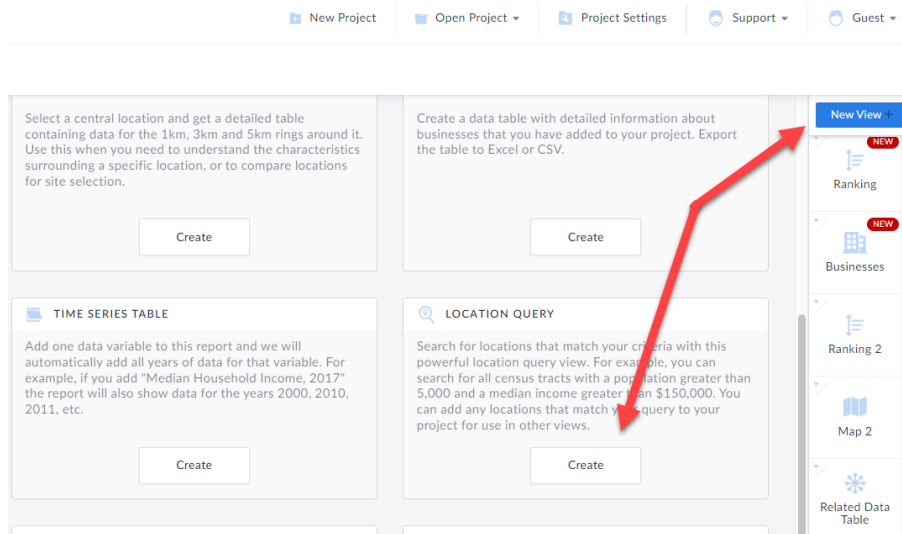 New Project
Open Project
Project Settings
Support
Guest
Select a central location and get a detailed table
containing data for the 1km, 3km and 5km rings around it.
Use this when you need to understand the characteristics
surrounding a specific location, or to compare locations
for site selection.
Create
Create a data table with detailed information about
businesses that you have added to your project. Export
the table to Excel or CSV.
Create
TIME SERIES TABLE
Add one data variable to this report and we will
automatically add all years of data for that variable. For
example, if you add "Median Household Income, 2017"
the report will also show data for the years 2000, 2010,
2011, etc.
Create
LOCATION QUERY
Search for locations that match your criteria with this
powerful location query view. For example, you can
search for all census tracts with a population greater than
5,000 and a median income greater than $150,000. You
can add any locations that match your query to your
project for use in other views.
Create
New View +
NEW
Ranking
NEW
Businesses
Ranking 2
Map 2
Related Data
Table